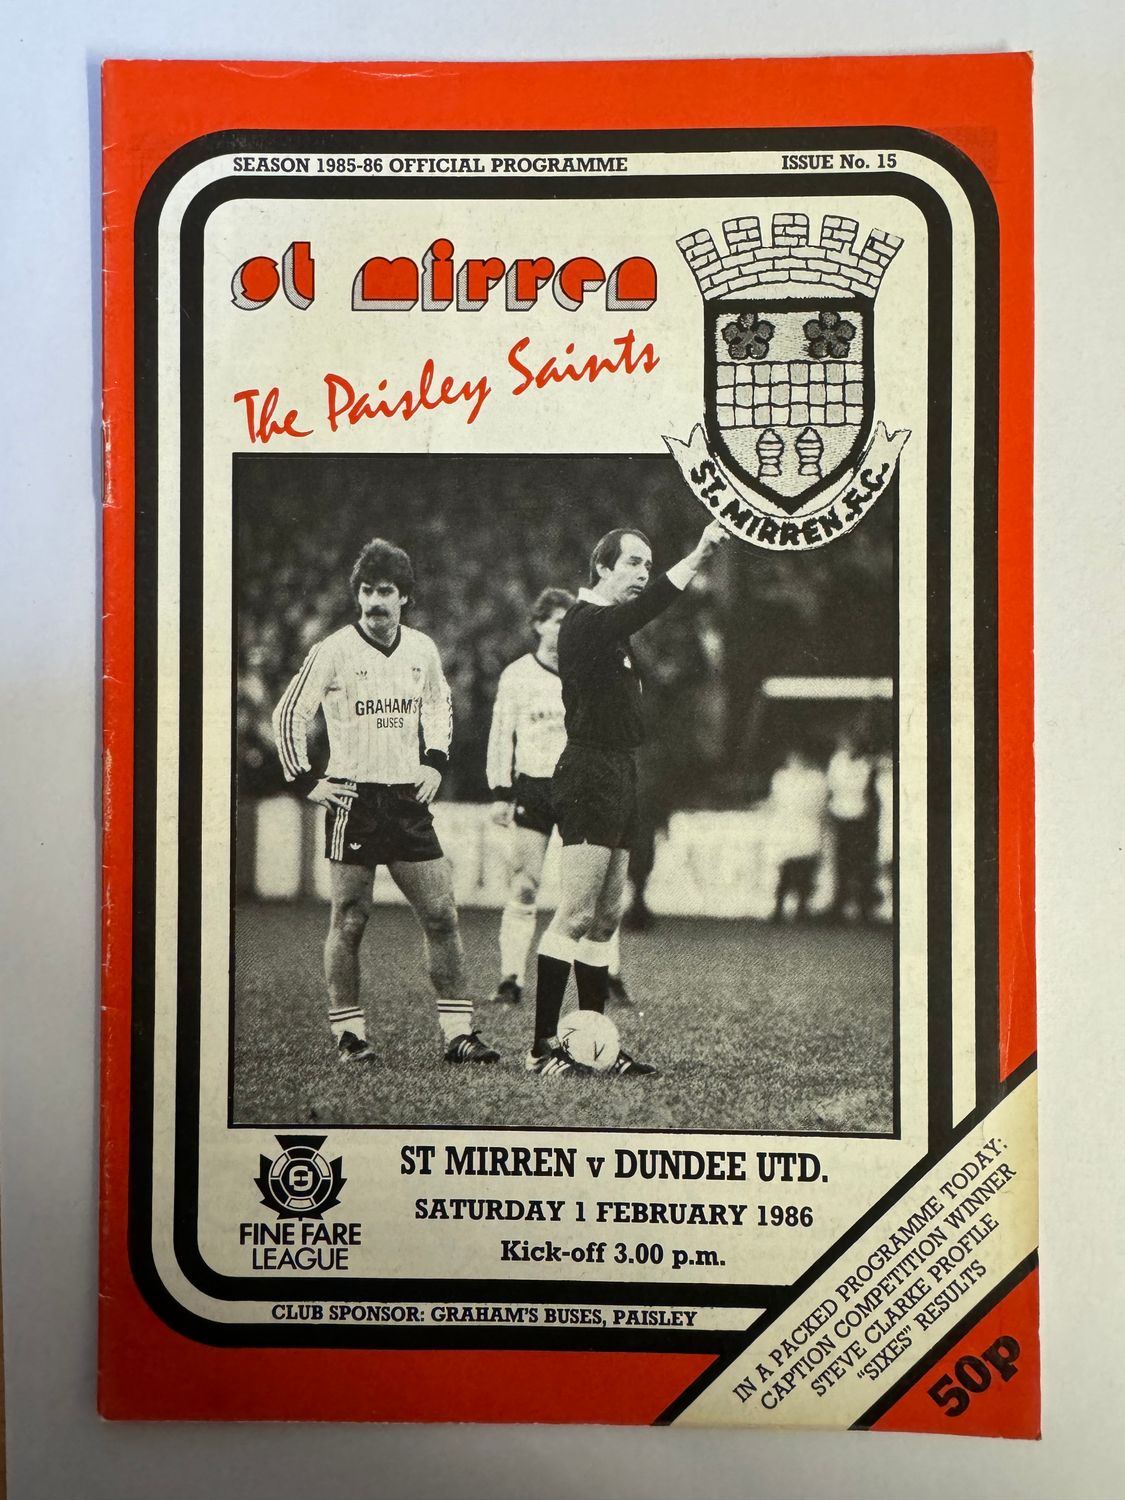 SEASON 1985-86 OFFICIAL PROGRAMME
ISSUE No. 15
st mirren
The Paisley Saints
ST. MIRREN F.C.
GRAHAM'S
BUSES
FINE FARE
LEAGUE
ST MIRREN v DUNDEE UTD.
SATURDAY 1 FEBRUARY 1986
Kick-off 3.00 p.m.
CLUB SPONSOR: GRAHAM'S BUSES, PAISLEY
IN A PACKED PROGRAMME TODAY:
CAPTION COMPETITION WINNER
STEVE CLARKE PROFILE
"SIXES" RESULTS
50p